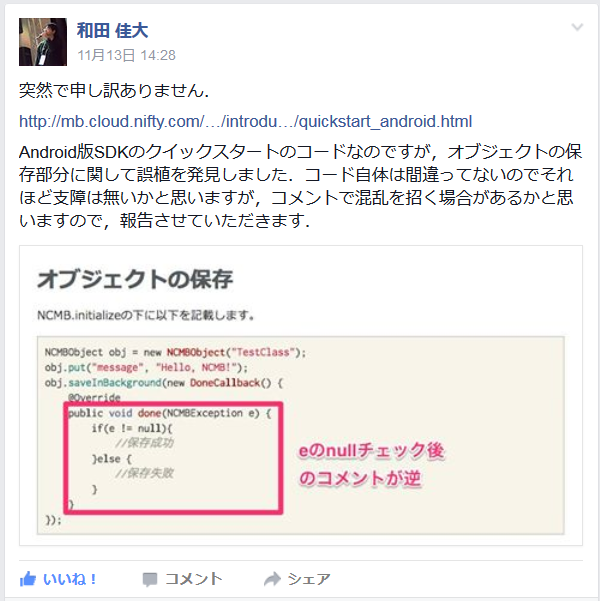 和田 佳大
11月13日 14:28
突然で申し訳ありません．
http://mb.cloud.nifty.com/…/introdu…/quickstart_android.html
Android版SDKのクイックスタートのコードなのですが，オブジェクトの保
存部分に関して誤植を発見しました．コード自体は間違ってないのでそれ
ほど支障は無いかと思いますが，コメントで混乱を招く場合があるかと思
いますので，報告させていただきます．
オブジェクトの保存
NCMB.initializeの下に以下を記載します。
NCMBObject obj = new NCMBObject("TestClass");
obj.put("message", "Hello, NCMB!");
obj.saveInBackground(new DoneCallback() {
@Override
public void done(NCMBException e) {
if(e != null){
//保存成功
}else {
//保存失敗
}
}
});
eのnullチェック後
のコメントが逆
いいね！ コメント シェア